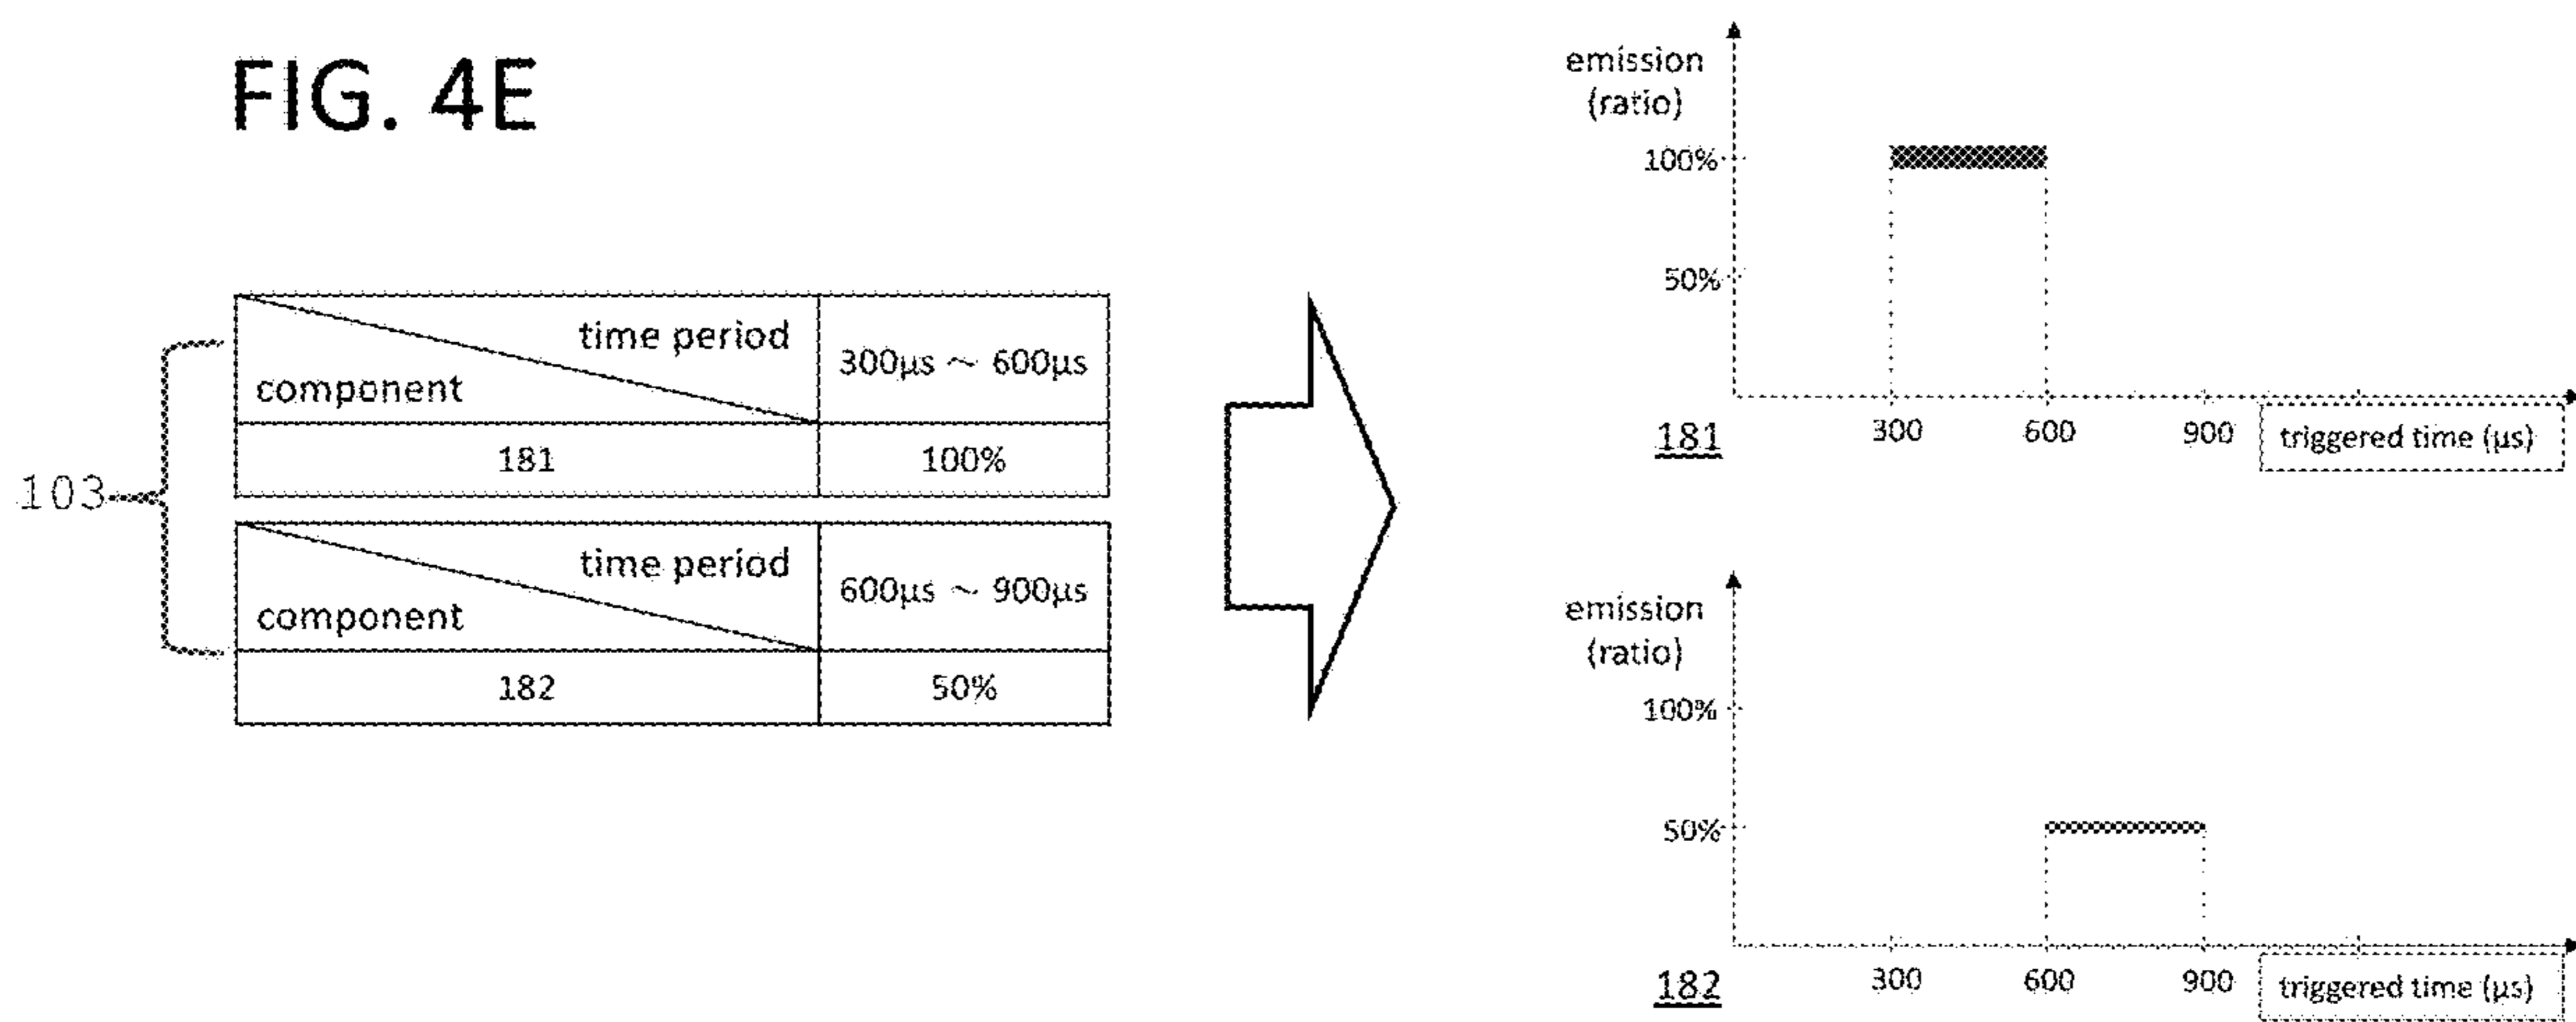 FIG. 4E
103
time period
component
300µs ~ 600µs
181
100%
time period
component
600µs ~ 900µs
182
50%
emission
(ratio)
100%
50%
181
300
600
900
triggered time (µs)
emission
(ratio)
100%
50%
182
300
600
900
triggered time (µs)